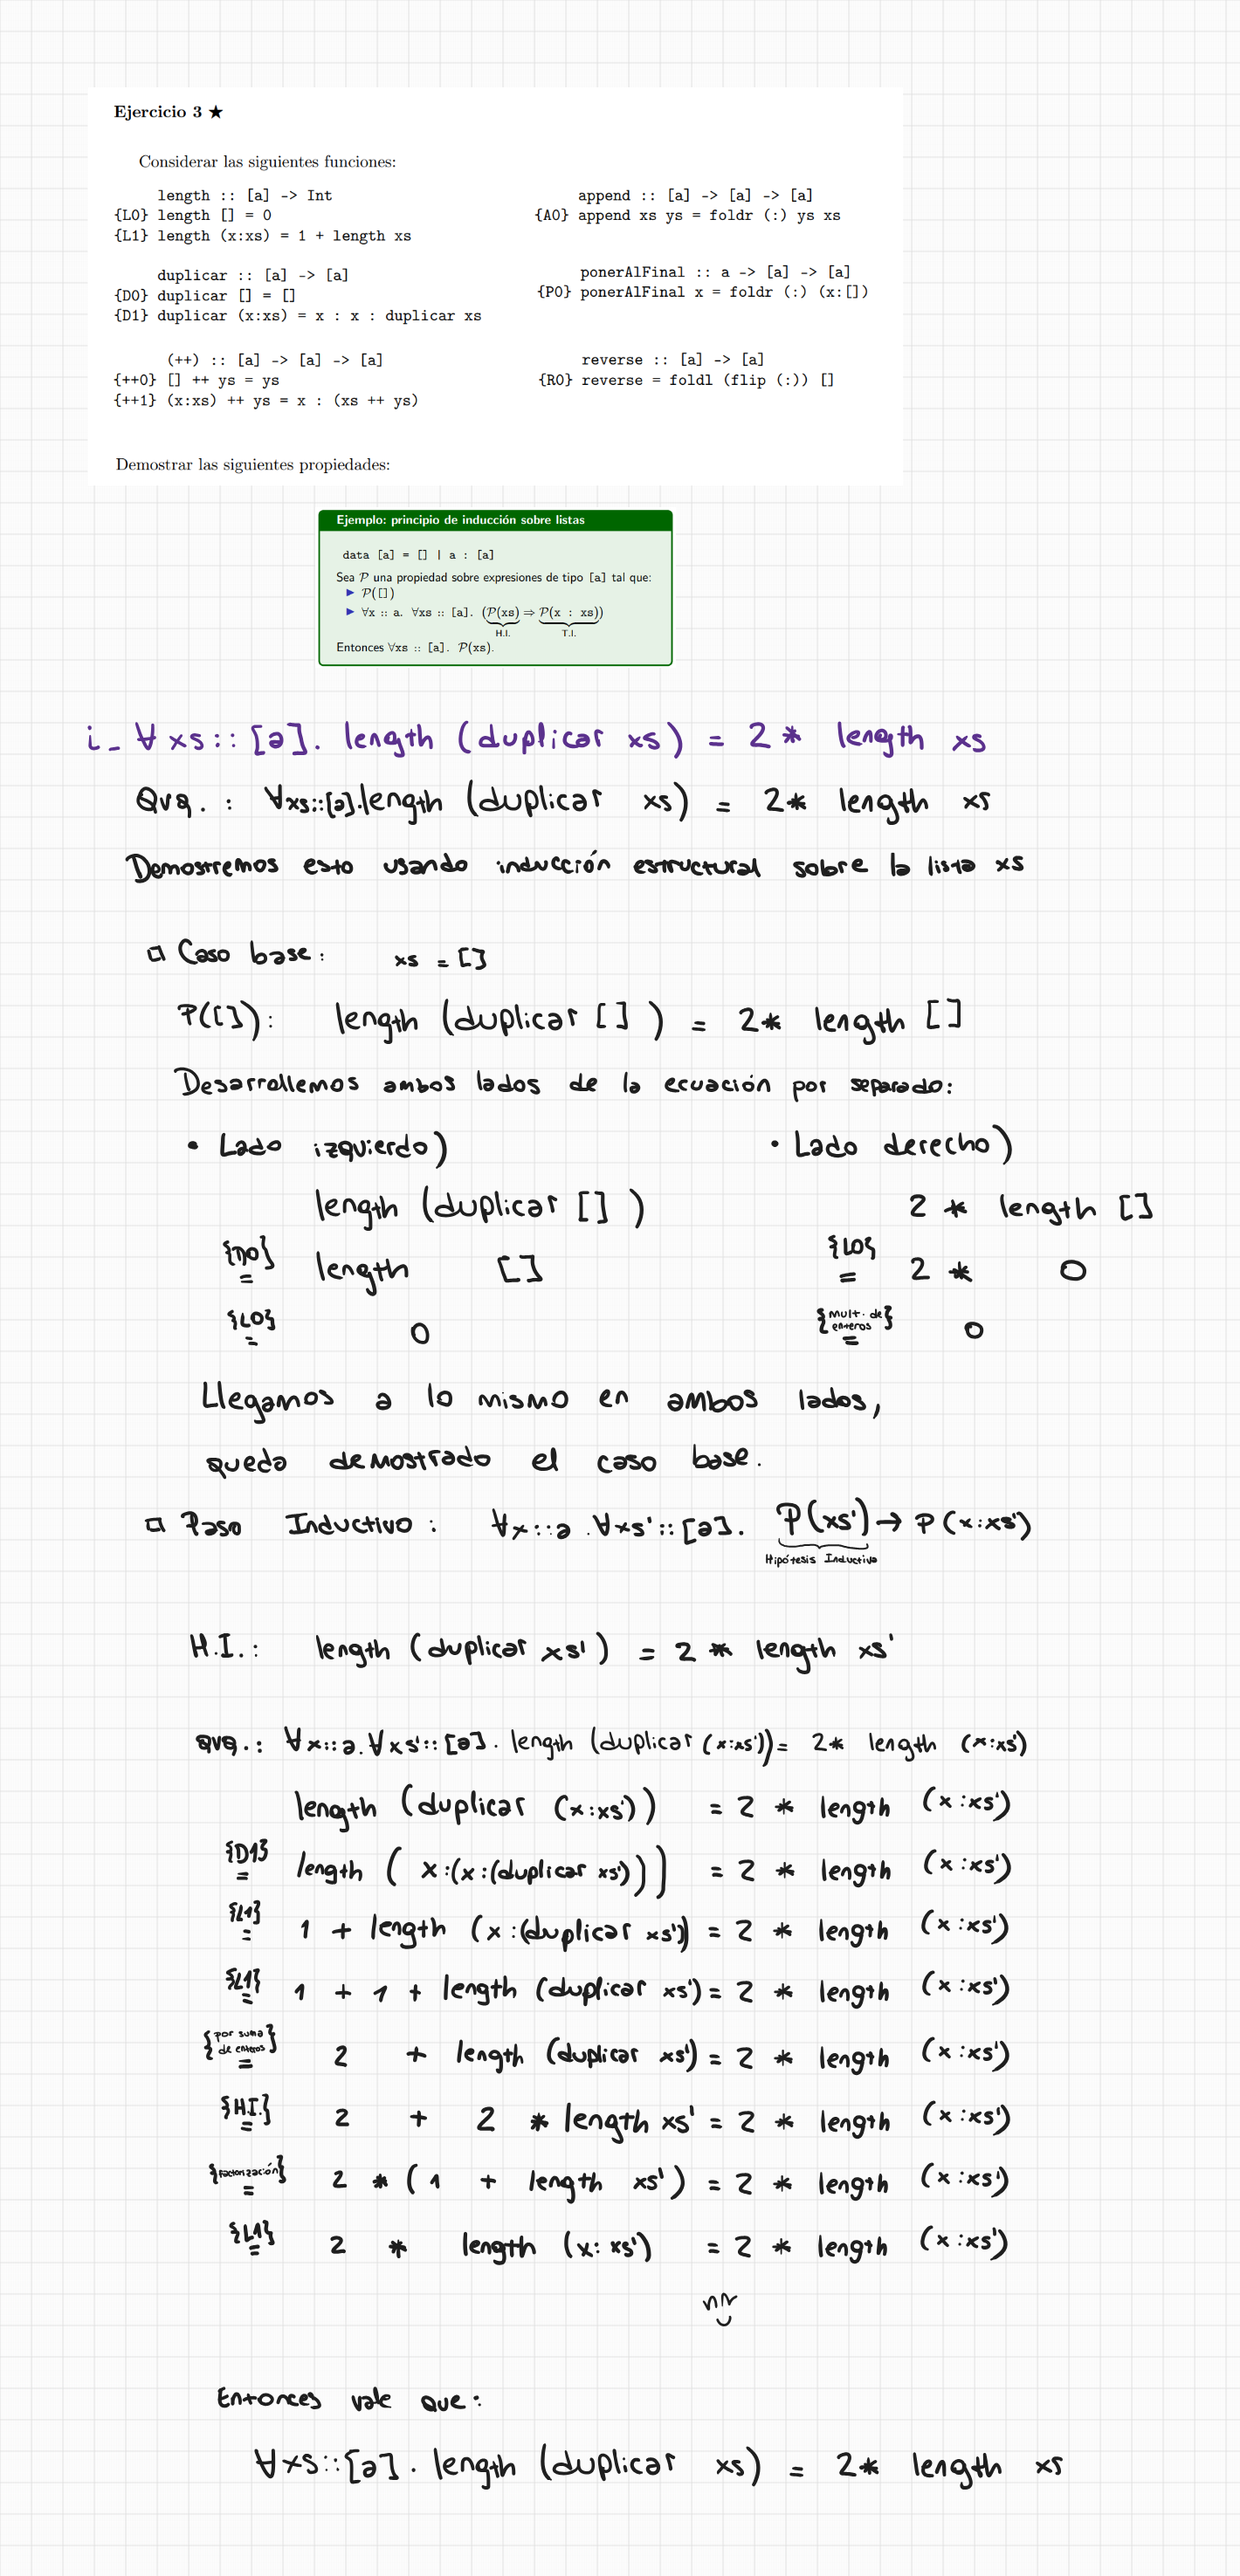 Ejercicio 3 ★
Considerar las siguientes funciones:
length :: [a] -> Int
{L0} length [] = 0
{L1} length (x:xs) = 1 + length xs
append :: [a] -> [a] -> [a]
{A0} append xs ys = foldr (:) ys xs
duplicar :: [a] -> [a]
{D0} duplicar [] = []
{D1} duplicar (x:xs) = x : x : duplicar xs
ponerAlFinal :: a -> [a] -> [a]
{P0} ponerAlFinal x = foldr (:) (x:[])
(++) :: [a] -> [a] -> [a]
{++0} [] ++ ys = ys
{++1} (x:xs) ++ ys = x : (xs ++ ys)
reverse :: [a] -> [a]
{R0} reverse = foldl (flip (:)) []
Demostrar las siguientes propiedades:
Ejemplo: principio de inducción sobre listas
data [a] = [] | a : [a]
Sea P una propiedad sobre expresiones de tipo [a] tal que:
▶ P([])
▶ ∀x :: a. ∀xs :: [a]. (P(xs) ⇒ P(x : xs))
H.I. T.I.
Entonces ∀xs :: [a]. P(xs).
i_ ∀xs::[a]. length (duplicar xs) = 2 * length xs
Qvq.: ∀xs::[a].length (duplicar xs) = 2* length xs
Demostremos esto usando inducción estructural sobre la lista xs
□ Caso base: xs = []
P([]): length (duplicar []) = 2* length []
Desarrollemos ambos lados de la ecuación por separado:
• Lado izquierdo) • Lado derecho)
length (duplicar []) 2 * length []
{D0} = length [] {L0} = 2 * 0
{L0} = 0 {mult. de enteros} = 0
Llegamos a lo mismo en ambos lados,
queda demostrado el caso base.
□ Paso Inductivo: ∀x::a.∀xs'::[a]. P(xs') → P(x:xs')
Hipótesis Inductiva
H.I.: length (duplicar xs') = 2 * length xs'
qvq.: ∀x::a.∀xs'::[a]. length (duplicar (x:xs')) = 2* length (x:xs')
length (duplicar (x:xs')) = 2 * length (x:xs')
{D1} = length (x:(x:(duplicar xs'))) = 2 * length (x:xs')
{L1} = 1 + length (x:(duplicar xs')) = 2 * length (x:xs')
{L1} = 1 + 1 + length (duplicar xs') = 2 * length (x:xs')
{por suma de enteros} = 2 + length (duplicar xs') = 2 * length (x:xs')
{H.I.} = 2 + 2 * length xs' = 2 * length (x:xs')
{factorización} = 2 * (1 + length xs') = 2 * length (x:xs')
{L1} = 2 * length (x:xs') = 2 * length (x:xs')
Entonces vale que:
∀xs::[a]. length (duplicar xs) = 2* length xs